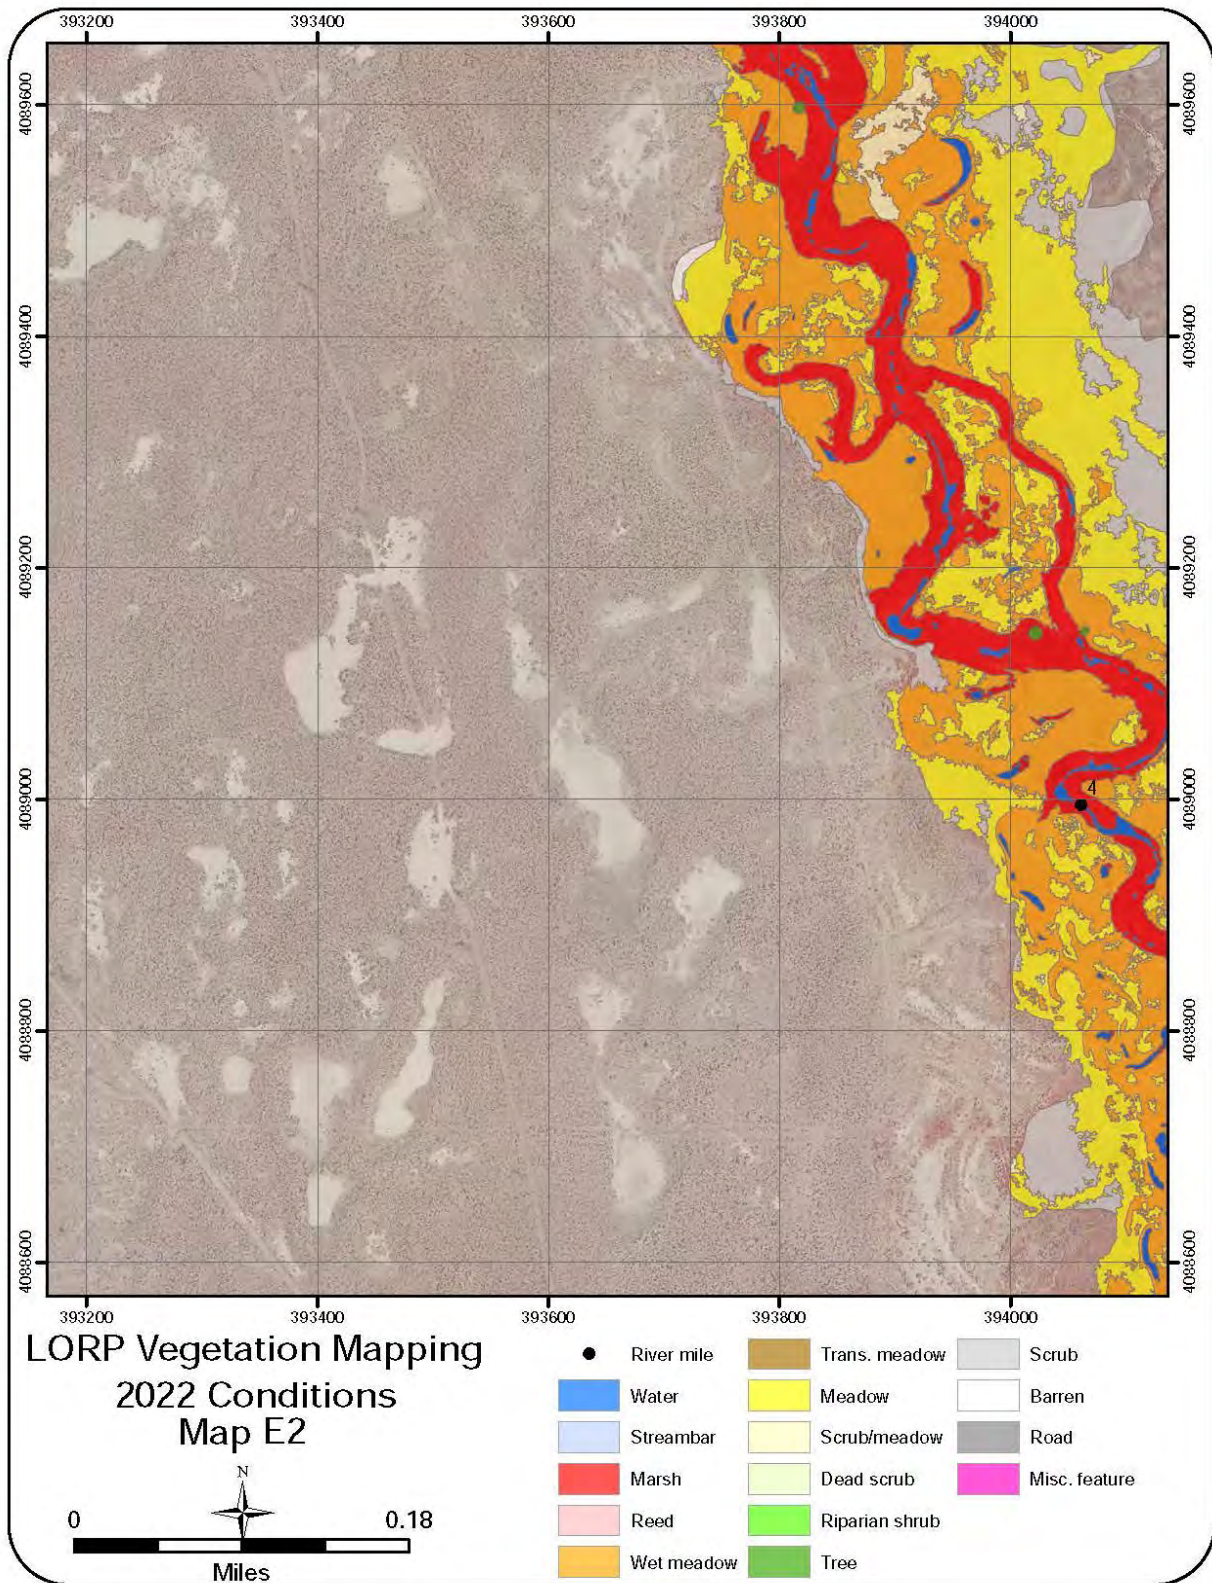 393200 393400 393600 393800 394000
4089600 4089600
4089400 4089400
4089200 4089200
4089000 4089000
4
4088800 4088800
4088600 4088600
393200 393400 393600 393800 394000
LORP Vegetation Mapping
2022 Conditions
Map E2
N
0 0.18
Miles
River mile
Water
Streambar
Marsh
Reed
Wet meadow
Trans. meadow
Meadow
Scrub/meadow
Dead scrub
Riparian shrub
Tree
Scrub
Barren
Road
Misc. feature